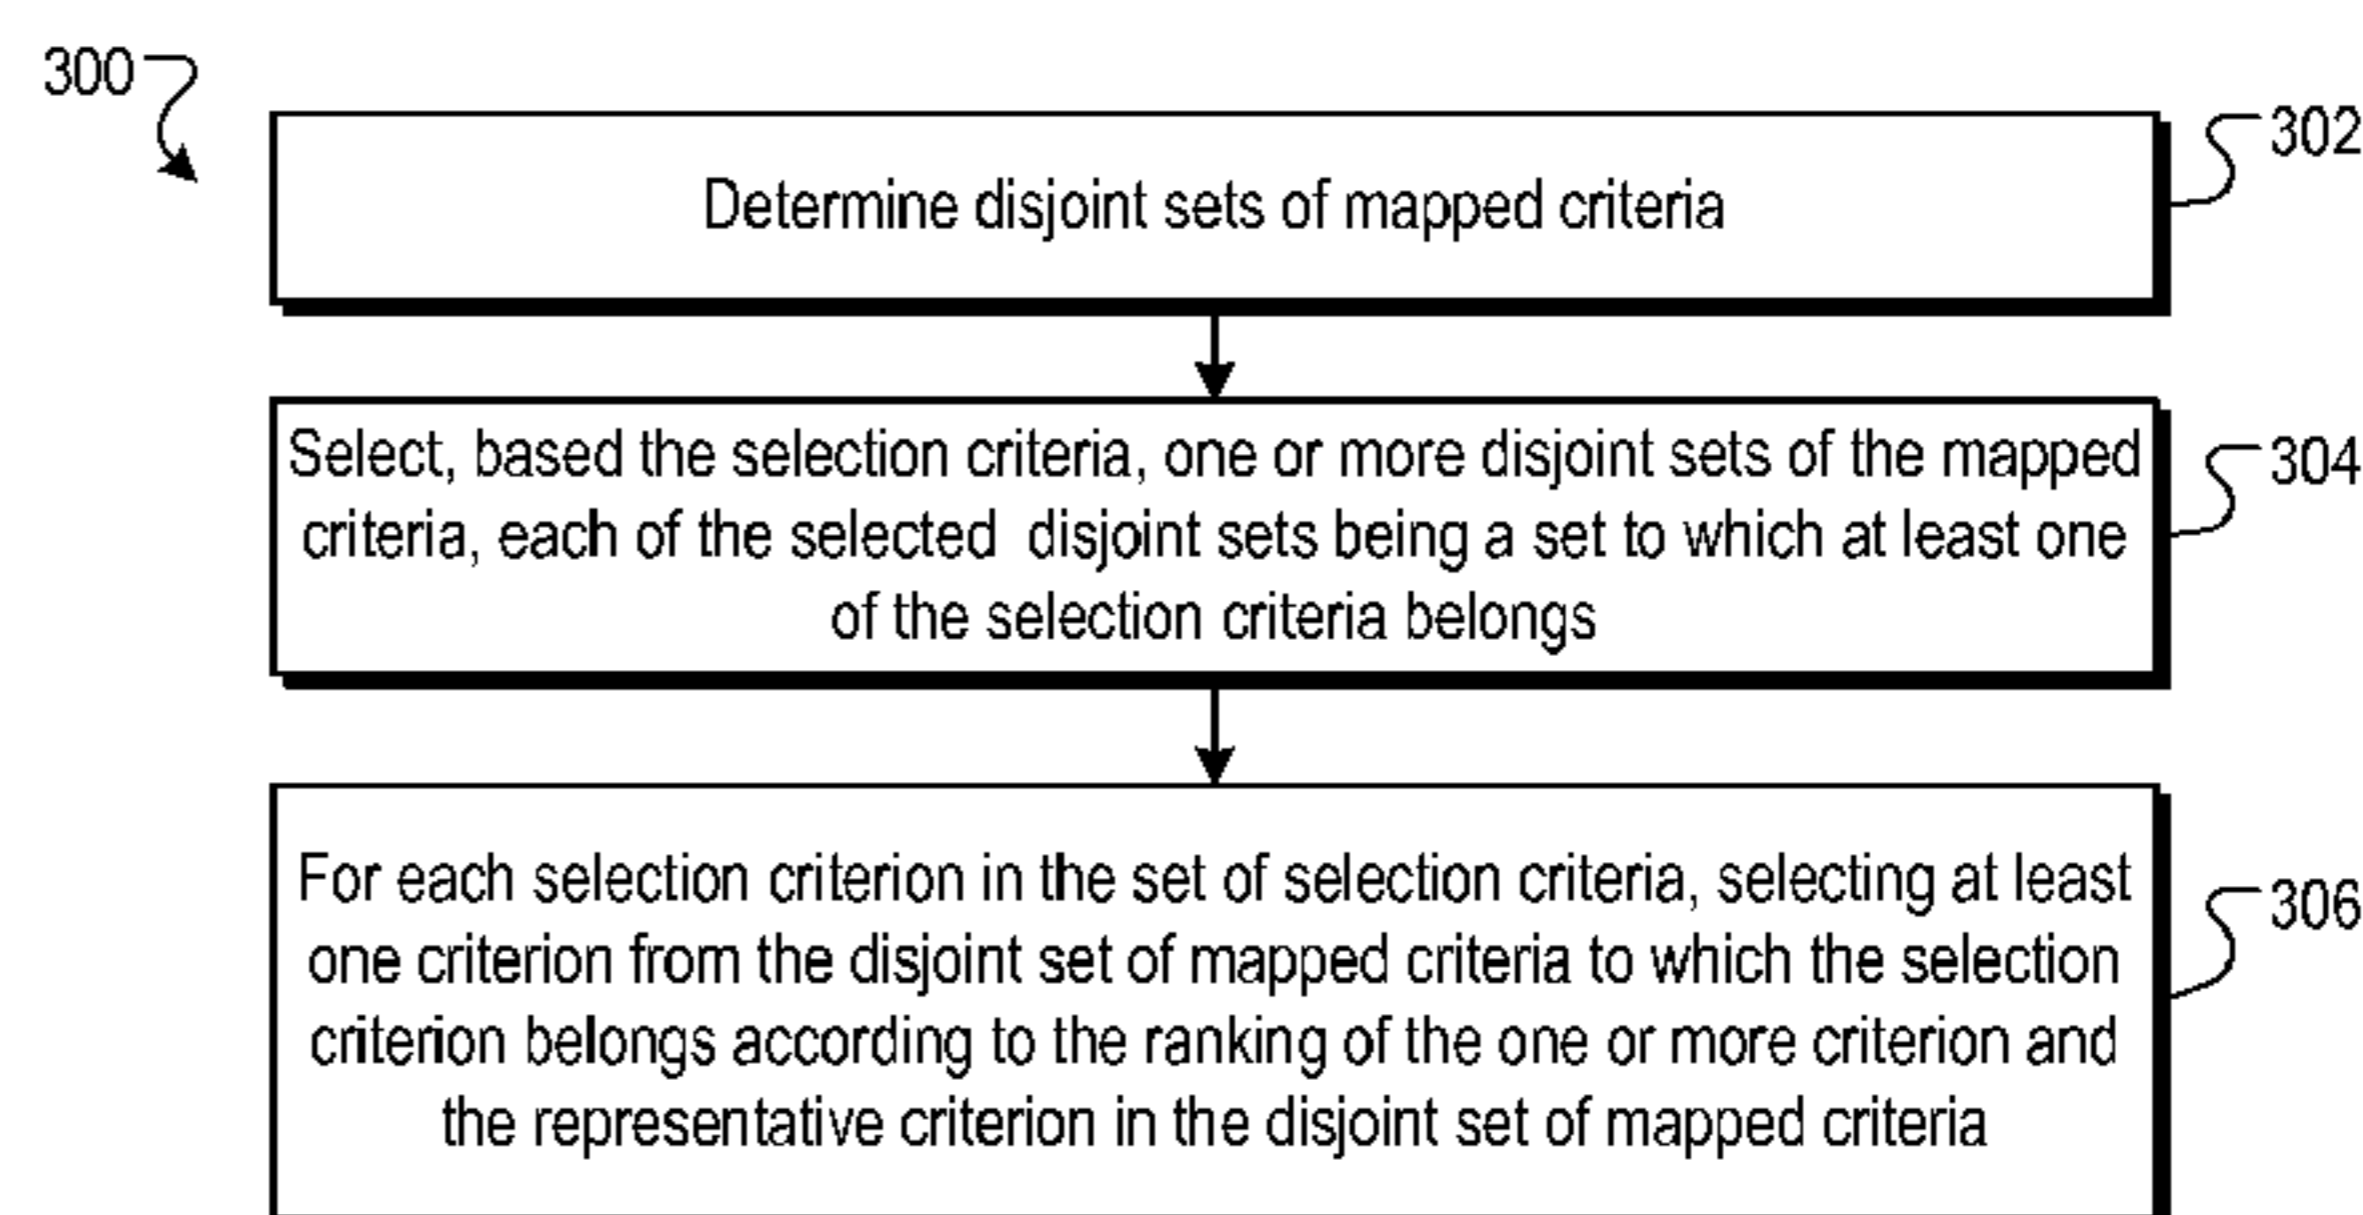 300
302
Determine disjoint sets of mapped criteria
Select, based the selection criteria, one or more disjoint sets of the mapped
304
criteria, each of the selected disjoint sets being a set to which at least one
of the selection criteria belongs
For each selection criterion in the set of selection criteria, selecting at least
306
one criterion from the disjoint set of mapped criteria to which the selection
criterion belongs according to the ranking of the one or more criterion and
the representative criterion in the disjoint set of mapped criteria